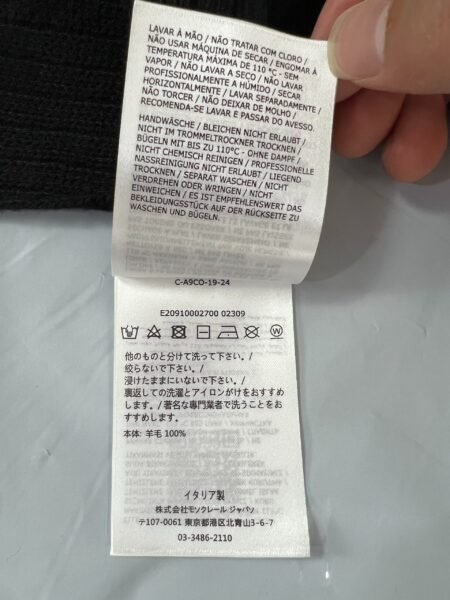 LAVAR À MÃO / NÃO TRATAR COM CLORO /
NÃO USAR MÁQUINA DE SECAR / ENGOMAR À
TEMPERATURA MÁXIMA DE 110 °C - SEM
VAPOR / NÃO LAVAR A SECO / NÃO LAVAR
PROFISSIONALMENTE A HÚMIDO / SECAR
HORIZONTALMENTE / LAVAR SEPARADAMENTE /
NÃO TORCER / NÃO DEIXAR DE MOLHO /
RECOMENDA-SE LAVAR E PASSAR DO AVESSO.
HANDWÄSCHE / BLEICHEN NICHT ERLAUBT /
NICHT IM TROMMELTROCKNER TROCKNEN /
BÜGELN MIT BIS ZU 110°C - OHNE DAMPF /
NICHT CHEMISCH REINIGEN / PROFESSIONELLE
NASSREINIGUNG NICHT ERLAUBT / LIEGEND
TROCKNEN / SEPARAT WASCHEN / NICHT
VERDREHEN ODER WRINGEN / NICHT
EINWEICHEN / ES IST EMPFEHLENSWERT DAS
BEKLEIDUNGSSTÜCK AUF DER RÜCKSEITE ZU
WASCHEN UND BÜGELN.
C-A9CO-19-24
E20910002700 02309
他のものと分けて洗って下さい。/
絞らないで下さい。/
浸けたままにいないで下さい。/
裏返しての洗濯とアイロンがけをおすすめ
します。/著名な専門業者で洗うことをお
すすめします。
本体: 羊毛 100%
イタリア製
株式会社モンクレール ジャパン
〒107-0061 東京都港区北青山3-6-7
03-3486-2110